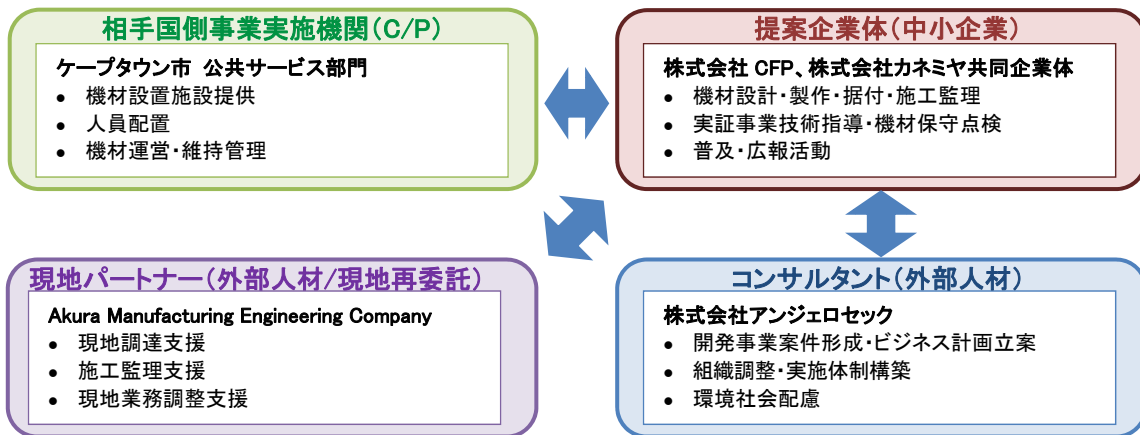 相手国側事業実施機関(C/P)
ケープタウン市 公共サービス部門
● 機材設置施設提供
● 人員配置
● 機材運営・維持管理
提案企業体(中小企業)
株式会社 CFP、株式会社カネミヤ共同企業体
● 機材設計・製作・据付・施工監理
● 実証事業技術指導・機材保守点検
● 普及・広報活動
現地パートナー(外部人材/現地再委託)
Akura Manufacturing Engineering Company
● 現地調達支援
● 施工監理支援
● 現地業務調整支援
コンサルタント(外部人材)
株式会社アンジェロセック
● 開発事業案件形成・ビジネス計画立案
● 組織調整・実施体制構築
● 環境社会配慮